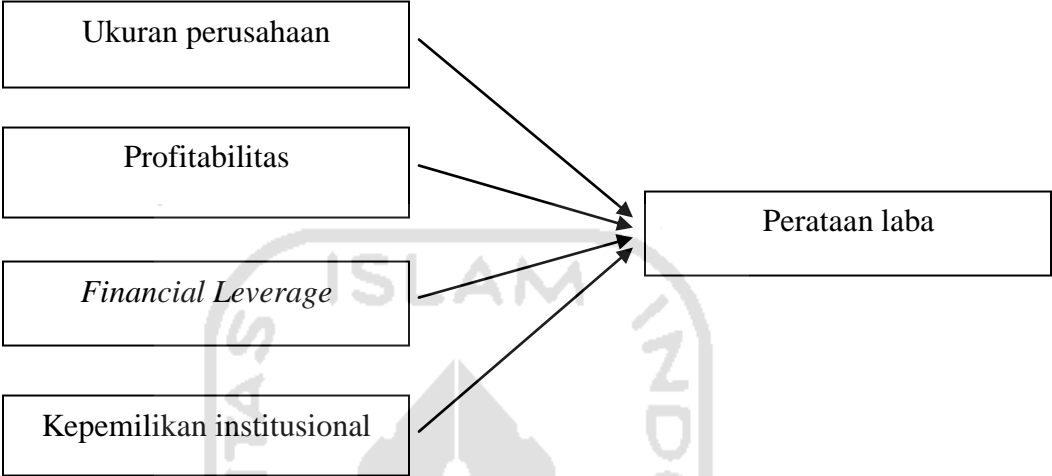 Ukuran perusahaan
Profitabilitas
Perataan laba
Financial Leverage
ISLAM
Kepemilikan institusional